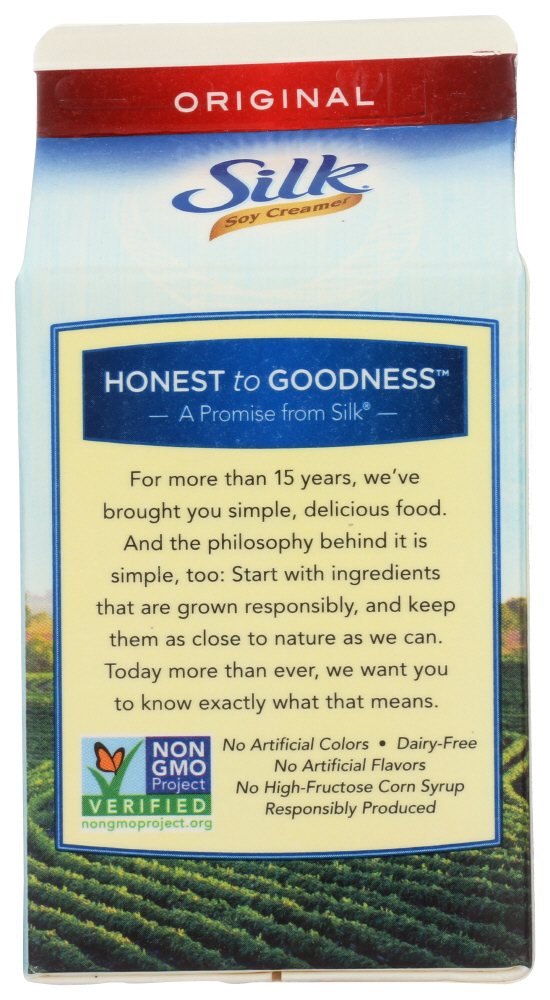 ORIGINAL
Silk
Soy Creamer
HONEST to GOODNESS™
— A Promise from Silk® —
For more than 15 years, we've
brought you simple, delicious food.
And the philosophy behind it is
simple, too: Start with ingredients
that are grown responsibly, and keep
them as close to nature as we can.
Today more than ever, we want you
to know exactly what that means.
NON
GMO
Project
VERIFIED
nongmoproject.org
No Artificial Colors • Dairy-Free
No Artificial Flavors
No High-Fructose Corn Syrup
Responsibly Produced